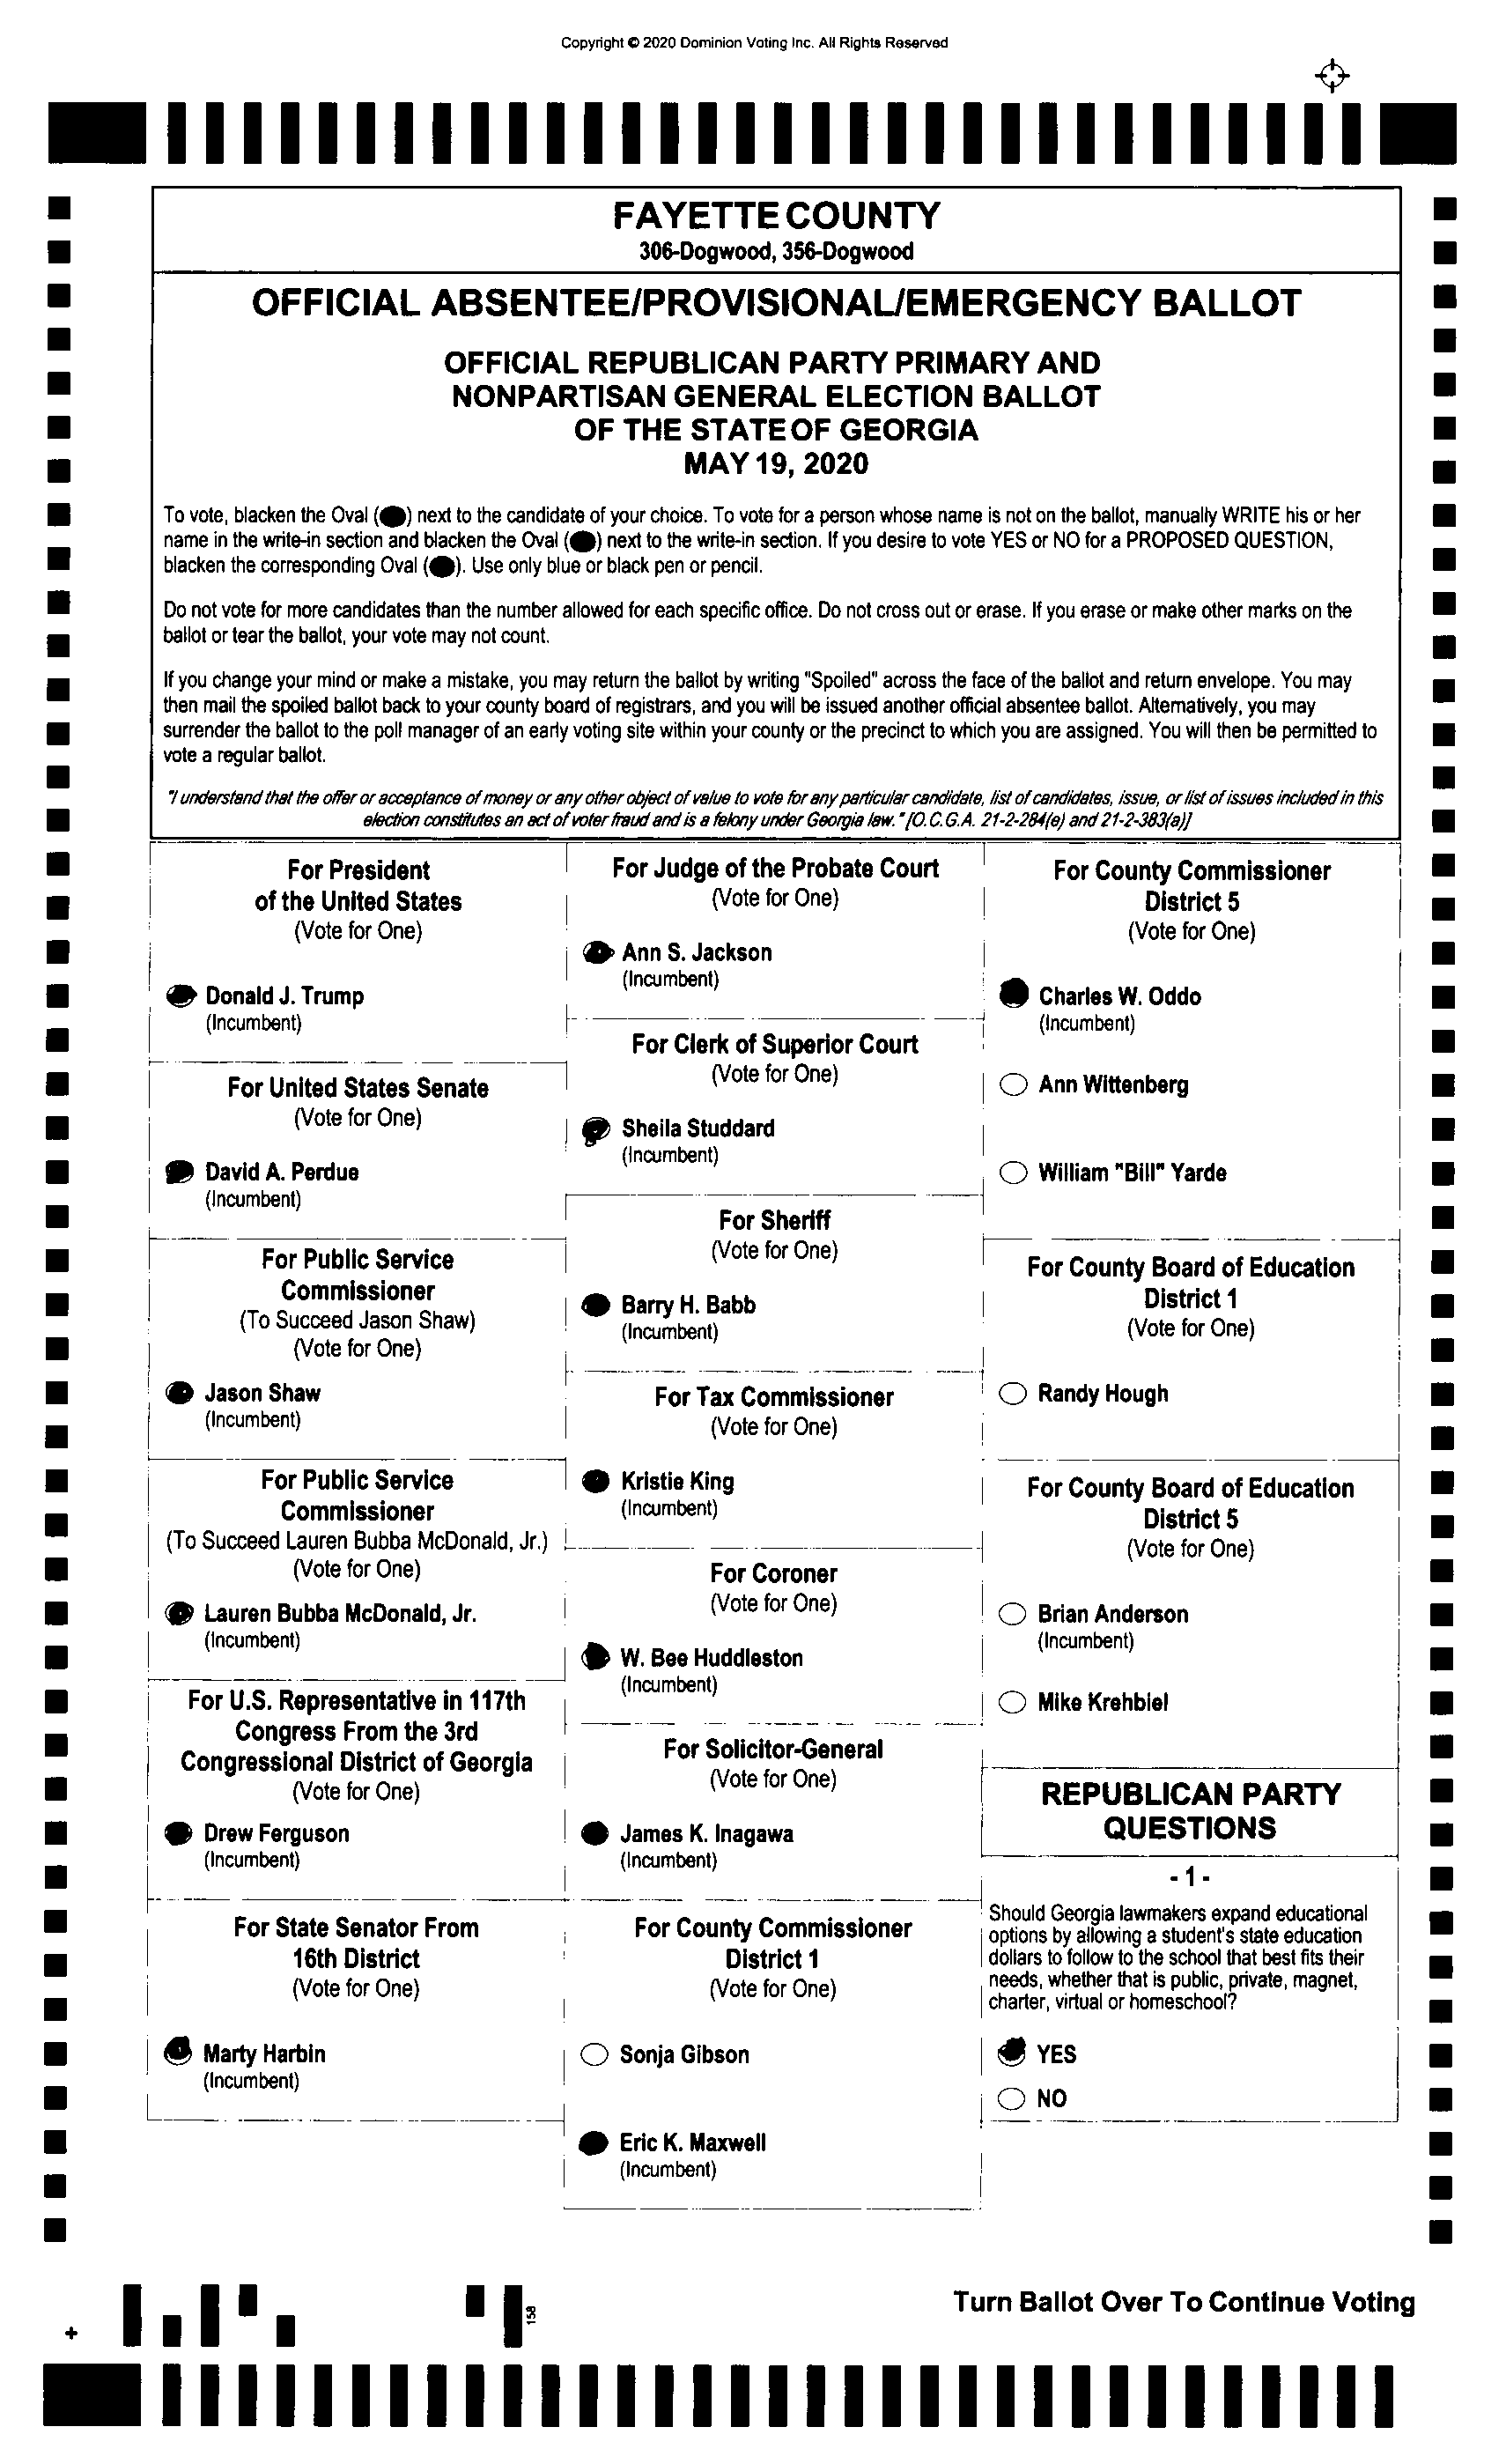 Copyright © 2020 Dominion Voting Inc. All Rights Reserved
FAYETTE COUNTY
306-Dogwood, 356-Dogwood
OFFICIAL ABSENTEE/PROVISIONAL/EMERGENCY BALLOT
OFFICIAL REPUBLICAN PARTY PRIMARY AND
NONPARTISAN GENERAL ELECTION BALLOT
OF THE STATE OF GEORGIA
MAY 19, 2020
To vote, blacken the Oval ( ) next to the candidate of your choice. To vote for a person whose name is not on the ballot, manually WRITE his or her
name in the write-in section and blacken the Oval ( ) next to the write-in section. If you desire to vote YES or NO for a PROPOSED QUESTION,
blacken the corresponding Oval ( ). Use only blue or black pen or pencil.
Do not vote for more candidates than the number allowed for each specific office. Do not cross out or erase. If you erase or make other marks on the
ballot or tear the ballot, your vote may not count.
If you change your mind or make a mistake, you may return the ballot by writing "Spoiled" across the face of the ballot and return envelope. You may
then mail the spoiled ballot back to your county board of registrars, and you will be issued another official absentee ballot. Alternatively, you may
surrender the ballot to the poll manager of an early voting site within your county or the precinct to which you are assigned. You will then be permitted to
vote a regular ballot.
"I understand that the offer or acceptance of money or any other object of value to vote for any particular candidate, list of candidates, issue, or list of issues included in this
election constitutes an act of voter fraud and is a felony under Georgia law." [O.C.G.A. 21-2-284(e) and 21-2-383(a)]
For President
of the United States
(Vote for One)
Donald J. Trump
(Incumbent)
For United States Senate
(Vote for One)
David A. Perdue
(Incumbent)
For Public Service
Commissioner
(To Succeed Jason Shaw)
(Vote for One)
Jason Shaw
(Incumbent)
For Public Service
Commissioner
(To Succeed Lauren Bubba McDonald, Jr.)
(Vote for One)
Lauren Bubba McDonald, Jr.
(Incumbent)
For U.S. Representative in 117th
Congress From the 3rd
Congressional District of Georgia
(Vote for One)
Drew Ferguson
(Incumbent)
For State Senator From
16th District
(Vote for One)
Marty Harbin
(Incumbent)
For Judge of the Probate Court
(Vote for One)
Ann S. Jackson
(Incumbent)
For Clerk of Superior Court
(Vote for One)
Sheila Studdard
(Incumbent)
For Sheriff
(Vote for One)
Barry H. Babb
(Incumbent)
For Tax Commissioner
(Vote for One)
Kristie King
(Incumbent)
For Coroner
(Vote for One)
W. Bee Huddleston
(Incumbent)
For Solicitor-General
(Vote for One)
James K. Inagawa
(Incumbent)
For County Commissioner
District 1
(Vote for One)
Sonja Gibson
Eric K. Maxwell
(Incumbent)
For County Commissioner
District 5
(Vote for One)
Charles W. Oddo
(Incumbent)
Ann Wittenberg
William "Bill" Yarde
For County Board of Education
District 1
(Vote for One)
Randy Hough
For County Board of Education
District 5
(Vote for One)
Brian Anderson
(Incumbent)
Mike Krehbiel
REPUBLICAN PARTY
QUESTIONS
- 1 -
Should Georgia lawmakers expand educational
options by allowing a student's state education
dollars to follow to the school that best fits their
needs, whether that is public, private, magnet,
charter, virtual or homeschool?
YES
NO
158
Turn Ballot Over To Continue Voting